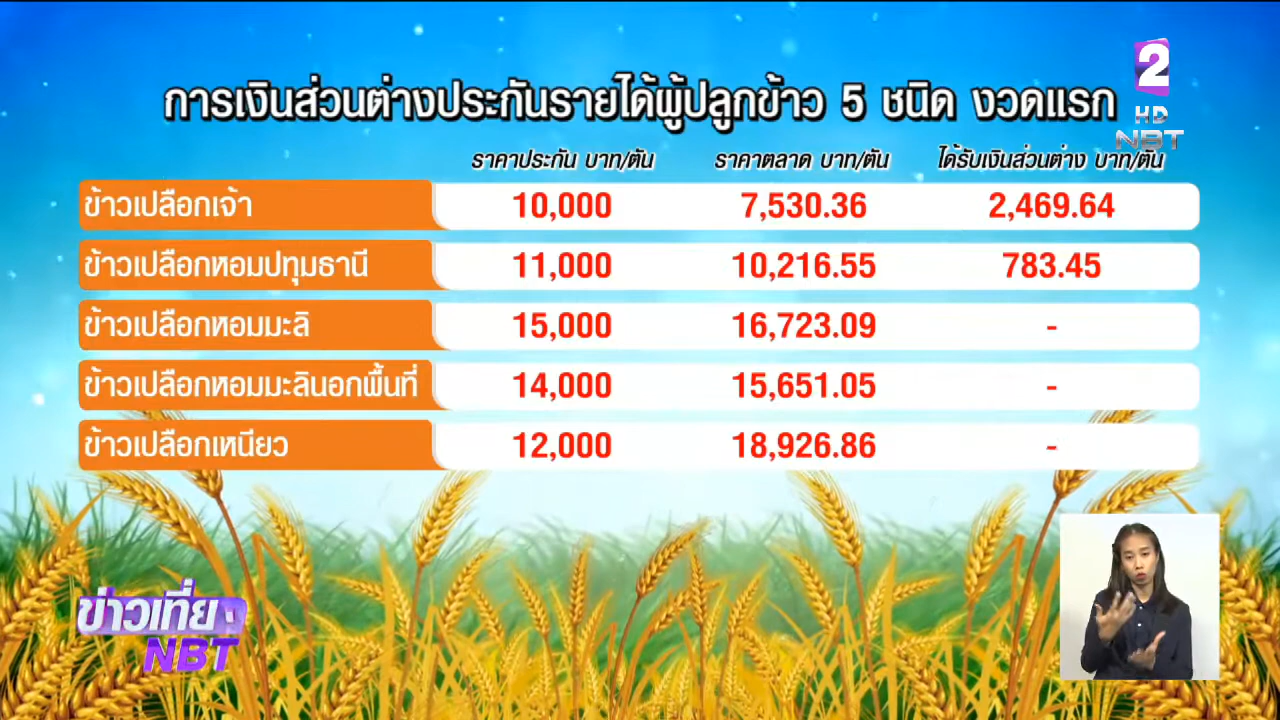 2
HD
NBT
การเงินส่วนต่างประกันรายได้ผู้ปลูกข้าว 5 ชนิด งวดแรก
ราคาประกัน บาท/ตัน ราคาตลาด บาท/ตัน ได้รับเงินส่วนต่าง บาท/ตัน
ข้าวเปลือกเจ้า 10,000 7,530.36 2,469.64
ข้าวเปลือกหอมปทุมธานี 11,000 10,216.55 783.45
ข้าวเปลือกหอมมะลิ 15,000 16,723.09 -
ข้าวเปลือกหอมมะลินอกพื้นที่ 14,000 15,651.05 -
ข้าวเปลือกเหนียว 12,000 18,926.86 -
ข่าวเที่ยง
NBT